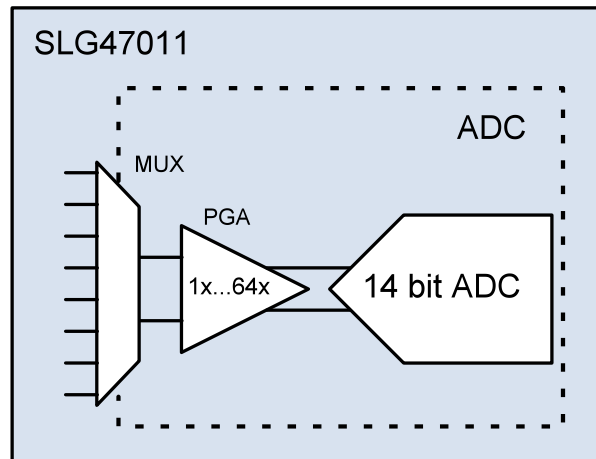 SLG47011
ADC
MUX
PGA
1x...64x
14 bit ADC